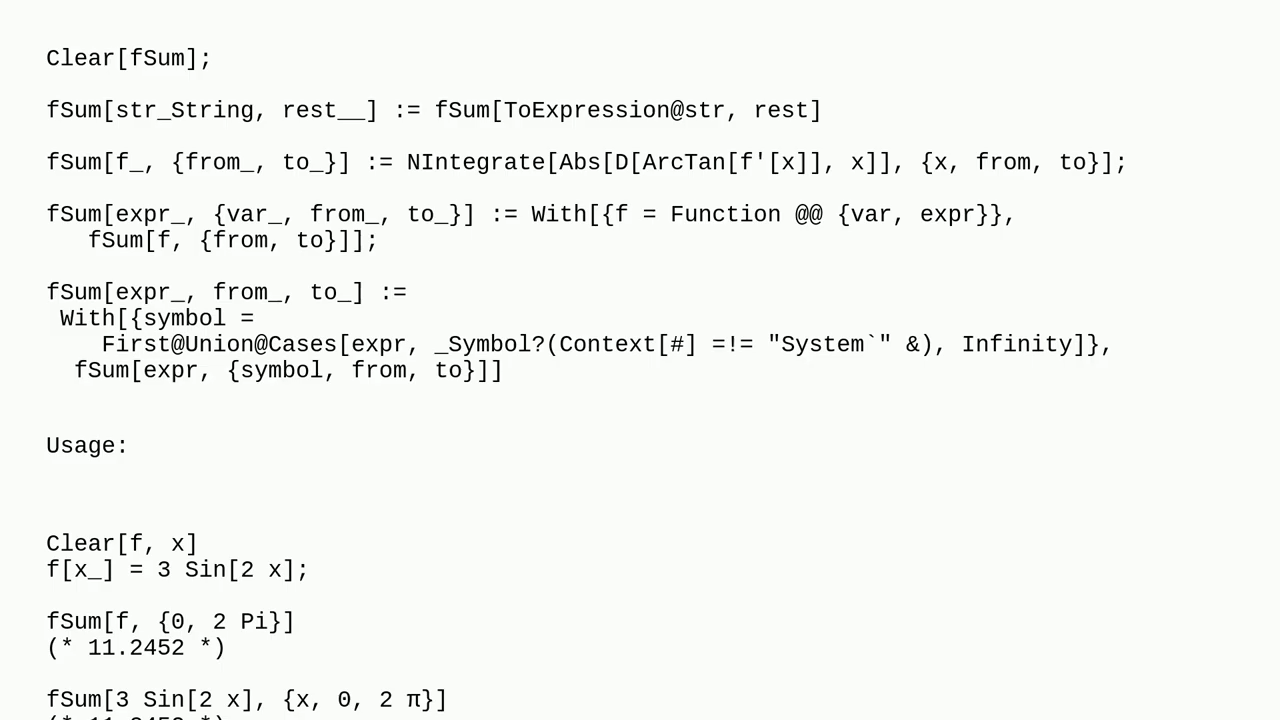 Clear[fSum];
fSum[str_String, rest__] := fSum[ToExpression@str, rest]
fSum[f_, {from_, to_}] := NIntegrate[Abs[D[ArcTan[f'[x]], x]], {x, from, to}];
fSum[expr_, {var_, from_, to_}] := With[{f = Function @@ {var, expr}},
   fSum[f, {from, to}]];
fSum[expr_, from_, to_] :=
 With[{symbol =
    First@Union@Cases[expr, _Symbol?(Context[#] =!= "System`" &), Infinity]},
  fSum[expr, {symbol, from, to}]]
Usage:
Clear[f, x]
f[x_] = 3 Sin[2 x];
fSum[f, {0, 2 Pi}]
(* 11.2452 *)
fSum[3 Sin[2 x], {x, 0, 2 π}]